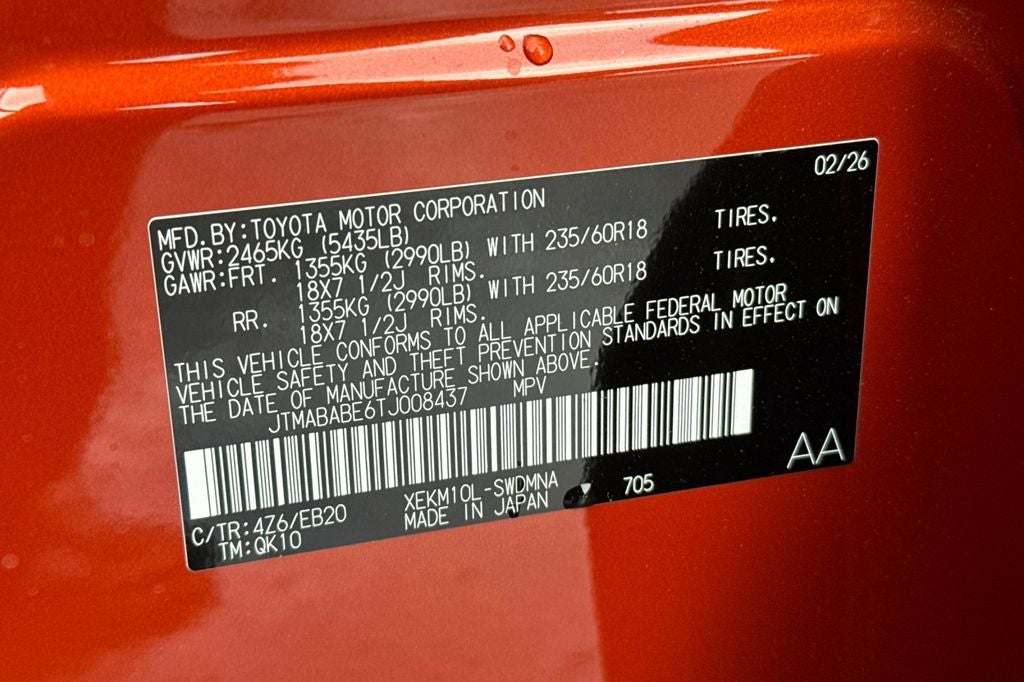 02/26
MFD.BY:TOYOTA MOTOR CORPORATION
GVWR:2465KG (5435LB)
GAWR:FRT. 1355KG (2990LB) WITH 235/60R18 TIRES.
18X7 1/2J RIMS.
RR. 1355KG (2990LB) WITH 235/60R18 TIRES.
18X7 1/2J RIMS.
THIS VEHICLE CONFORMS TO ALL APPLICABLE FEDERAL MOTOR
VEHICLE SAFETY AND THEFT PREVENTION STANDARDS IN EFFECT ON
THE DATE OF MANUFACTURE SHOWN ABOVE.
JTMABABE6TJ008437 MPV
AA
XEKM10L-SWDMNA 705
C/TR:4Z6/EB20 MADE IN JAPAN
TM:QK10